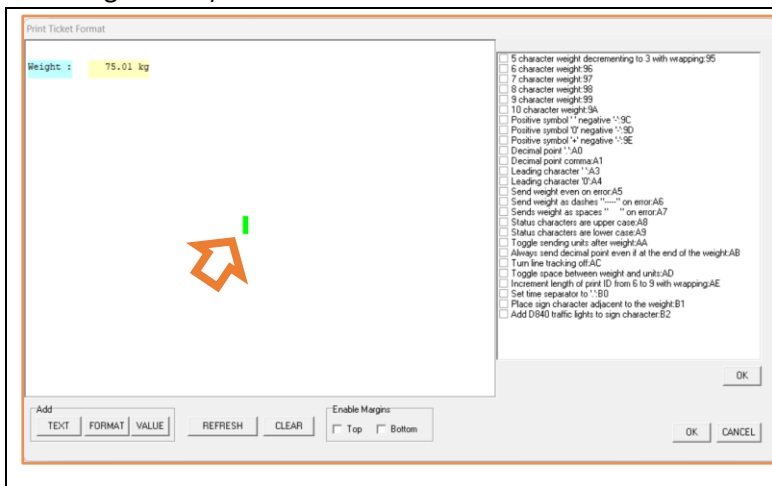 Print Ticket Format
Weight : 75.01 kg
5 character weight decrementing to 3 with wrapping:95
6 character weight:96
7 character weight:97
8 character weight:98
9 character weight:99
10 character weight:9A
Positive symbol ' ' negative '-':9C
Positive symbol '0' negative '-':9D
Positive symbol '+' negative '-':9E
Decimal point '.':A0
Decimal point comma:A1
Leading character ' ':A3
Leading character '0':A4
Send weight even on error:A5
Send weight as dashes "-----" on error:A6
Sends weight as spaces "     " on error:A7
Status characters are upper case:A8
Status characters are lower case:A9
Toggle sending units after weight:AA
Always send decimal point even if at the end of the weight:AB
Turn line tracking off:AC
Toggle space between weight and units:AD
Increment length of print ID from 6 to 9 with wrapping:AE
Set time separator to ':':B0
Place sign character adjacent to the weight:B1
Add D840 traffic lights to sign character:B2
OK
Add
TEXT FORMAT VALUE REFRESH CLEAR
Enable Margins
Top Bottom
OK CANCEL